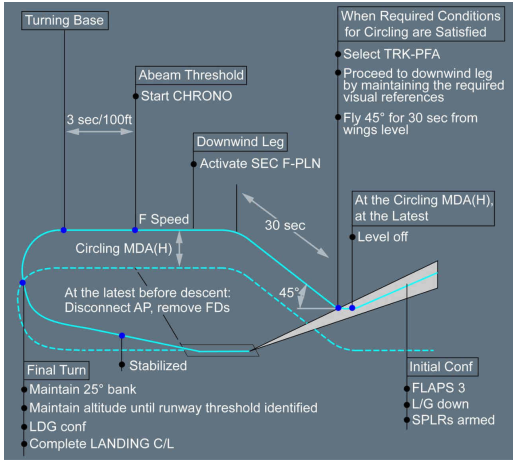 Turning Base
When Required Conditions
for Circling are Satisfied
Select TRK-PFA
Proceed to downwind leg
by maintaining the required
visual references
Fly 45° for 30 sec from
wings level
Abeam Threshold
Start CHRONO
3 sec/100ft
Downwind Leg
Activate SEC F-PLN
At the Circling MDA(H),
at the Latest
Level off
F Speed
30 sec
Circling MDA(H)
45°
At the latest before descent:
Disconnect AP, remove FDs
Stabilized
Final Turn
Maintain 25° bank
Maintain altitude until runway threshold identified
LDG conf
Complete LANDING C/L
Initial Conf
FLAPS 3
L/G down
SPLRs armed